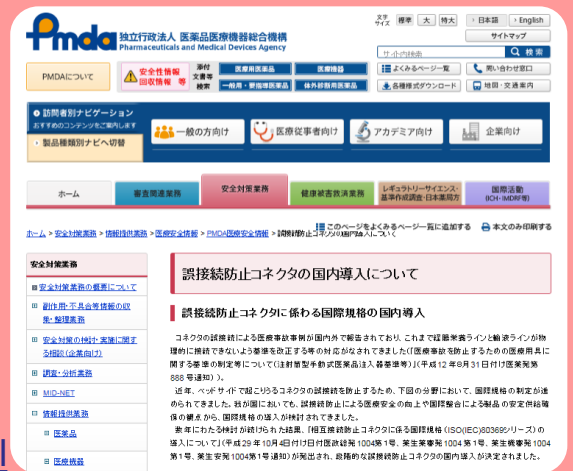 文字サイズ 標準 大 特大 日本語 English
サイトマップ
Pmda 独立行政法人 医薬品医療機器総合機構
Pharmaceuticals and Medical Devices Agency
サイト内検索 検索
PMDAについて
安全性情報 回収情報 等
添付文書等検索
医療用医薬品 医療機器
一般用・要指導医薬品 体外診断用医薬品
よくみるページ一覧 問い合わせ窓口
各種様式ダウンロード 地図・交通案内
訪問者別ナビゲーション
おすすめのコンテンツをご案内します
製品種類別ナビへ切替
一般の方向け 医療従事者向け アカデミア向け 企業向け
ホーム 審査関連業務 安全対策業務 健康被害救済業務 レギュラトリーサイエンス・基準作成調査・日本薬局方 国際活動 (ICH・IMDRF等)
このページをよくみるページ一覧に追加する 本文のみ印刷する
ホーム > 安全対策業務 > 情報提供業務 > 医療安全情報 > PMDA医療安全情報 > 誤接続防止コネクタの国内導入について
安全対策業務
安全対策業務の概要について
副作用・不具合等情報の収集・整理業務
安全対策の検討・実施に関する相談(企業向け)
調査・分析業務
MID-NET
情報提供業務
医薬品
医療機器
誤接続防止コネクタの国内導入について
誤接続防止コネクタに係わる国際規格の国内導入
コネクタの誤接続による医療事故事例が国内外で報告されており、これまで経腸栄養ラインと輸液ラインが物
理的に接続できないよう基準を改正する等の対応がなされてきました(「医療事故を防止するための医療用具に
関する基準の制定等について(注射筒型手動式医薬品注入器基準等)」(平成12年8月31日付け医薬発第
888号通知))。
近年、ベッドサイドで起こりうるコネクタの誤接続を防止するため、下図の分野において、国際規格の制定が進
められてきました。我が国においても、誤接続防止による医療安全の向上や国際整合による製品の安定供給確
保の観点から、国際規格の導入が検討されてきました。
数年にわたる検討が続けられた結果、「相互接続防止コネクタに係る国際規格(ISO(IEC)80369シリーズ)の
導入について」(平成29年10月4日付け日付医政総発1004第1号、薬生薬審発1004第1号、薬生機審発1004
第1号、薬生安発1004第1号通知)が発出され、段階的な誤接続防止コネクタの国内導入が決定されました。